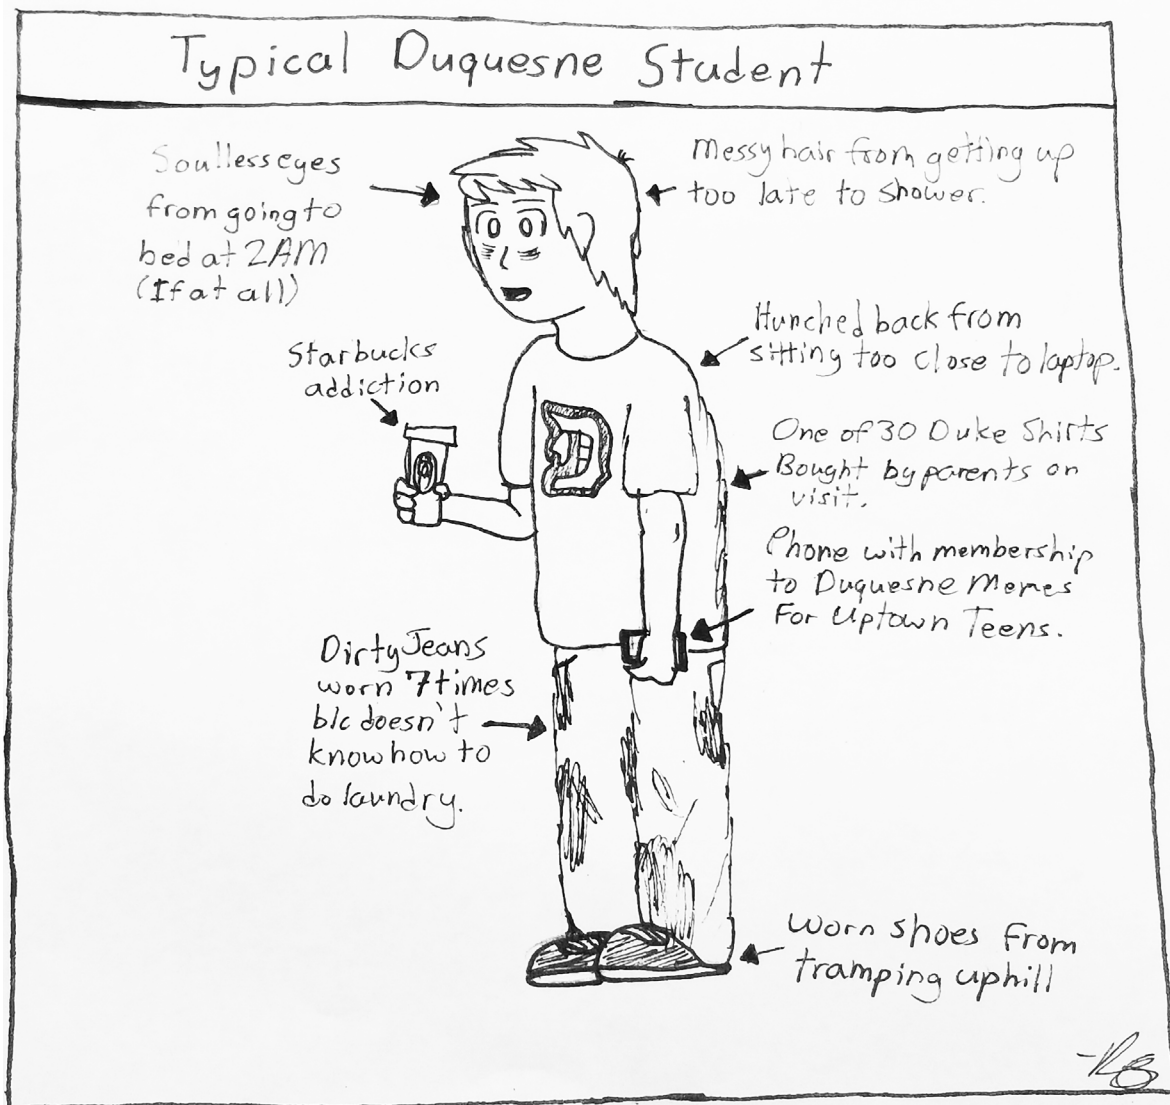 Typical Duquesne Student
Soulless eyes
from going to
bed at 2AM
(If at all)
Messy hair from getting up
too late to shower.
Starbucks
addiction
Hunched back from
sitting too close to laptop.
One of 30 Duke Shirts
Bought by parents on
visit.
Phone with membership
to Duquesne Memes
For Uptown Teens.
Dirty Jeans
worn 7 times
b/c doesn't
know how to
do laundry.
Worn shoes from
tramping uphill